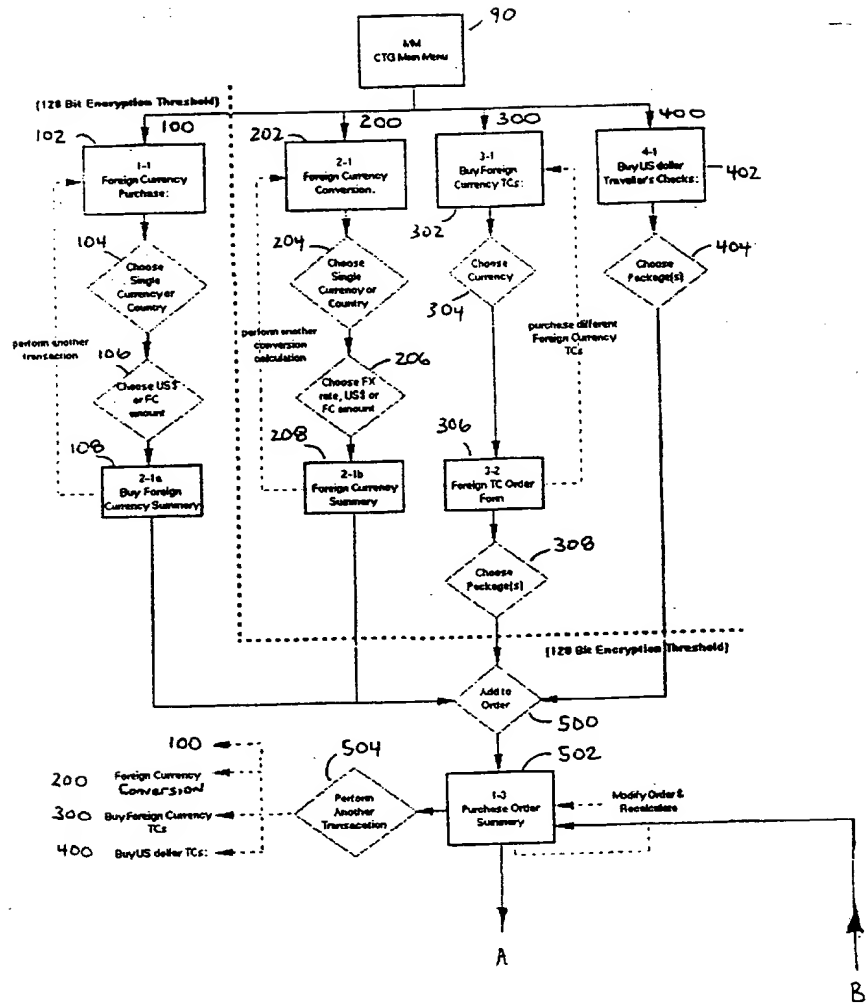 90
MM
CTG Main Menu
[128 Bit Encryption Threshold]
100
200
300
400
102
1-1
Foreign Currency
Purchase:
202
2-1
Foreign Currency
Conversion:
3-1
Buy Foreign
Currency TCs:
302
4-1
Buy US dollar
Traveller's Checks:
402
104
Choose
Single
Currency or
Country
204
Choose
Single
Currency or
Country
Choose
Currency
304
404
Choose
Package(s)
perform another
transaction
perform another
conversion
calculation
purchase different
Foreign Currency
TCs
106
Choose US$
or FC
amount
206
Choose FX
rate, US$ or
FC amount
108
2-1a
Buy Foreign
Currency Summary
208
2-1b
Foreign Currency
Summary
306
3-2
Foreign TC Order
Form
308
Choose
Package(s)
[128 Bit Encryption Threshold]
Add to
Order
500
502
1-3
Purchase Order
Summary
Modify Order &
Recalculate
504
Perform
Another
Transaction
100
200 Foreign Currency
Conversion
300 Buy Foreign Currency
TCs
400 Buy US dollar TCs:
A
B